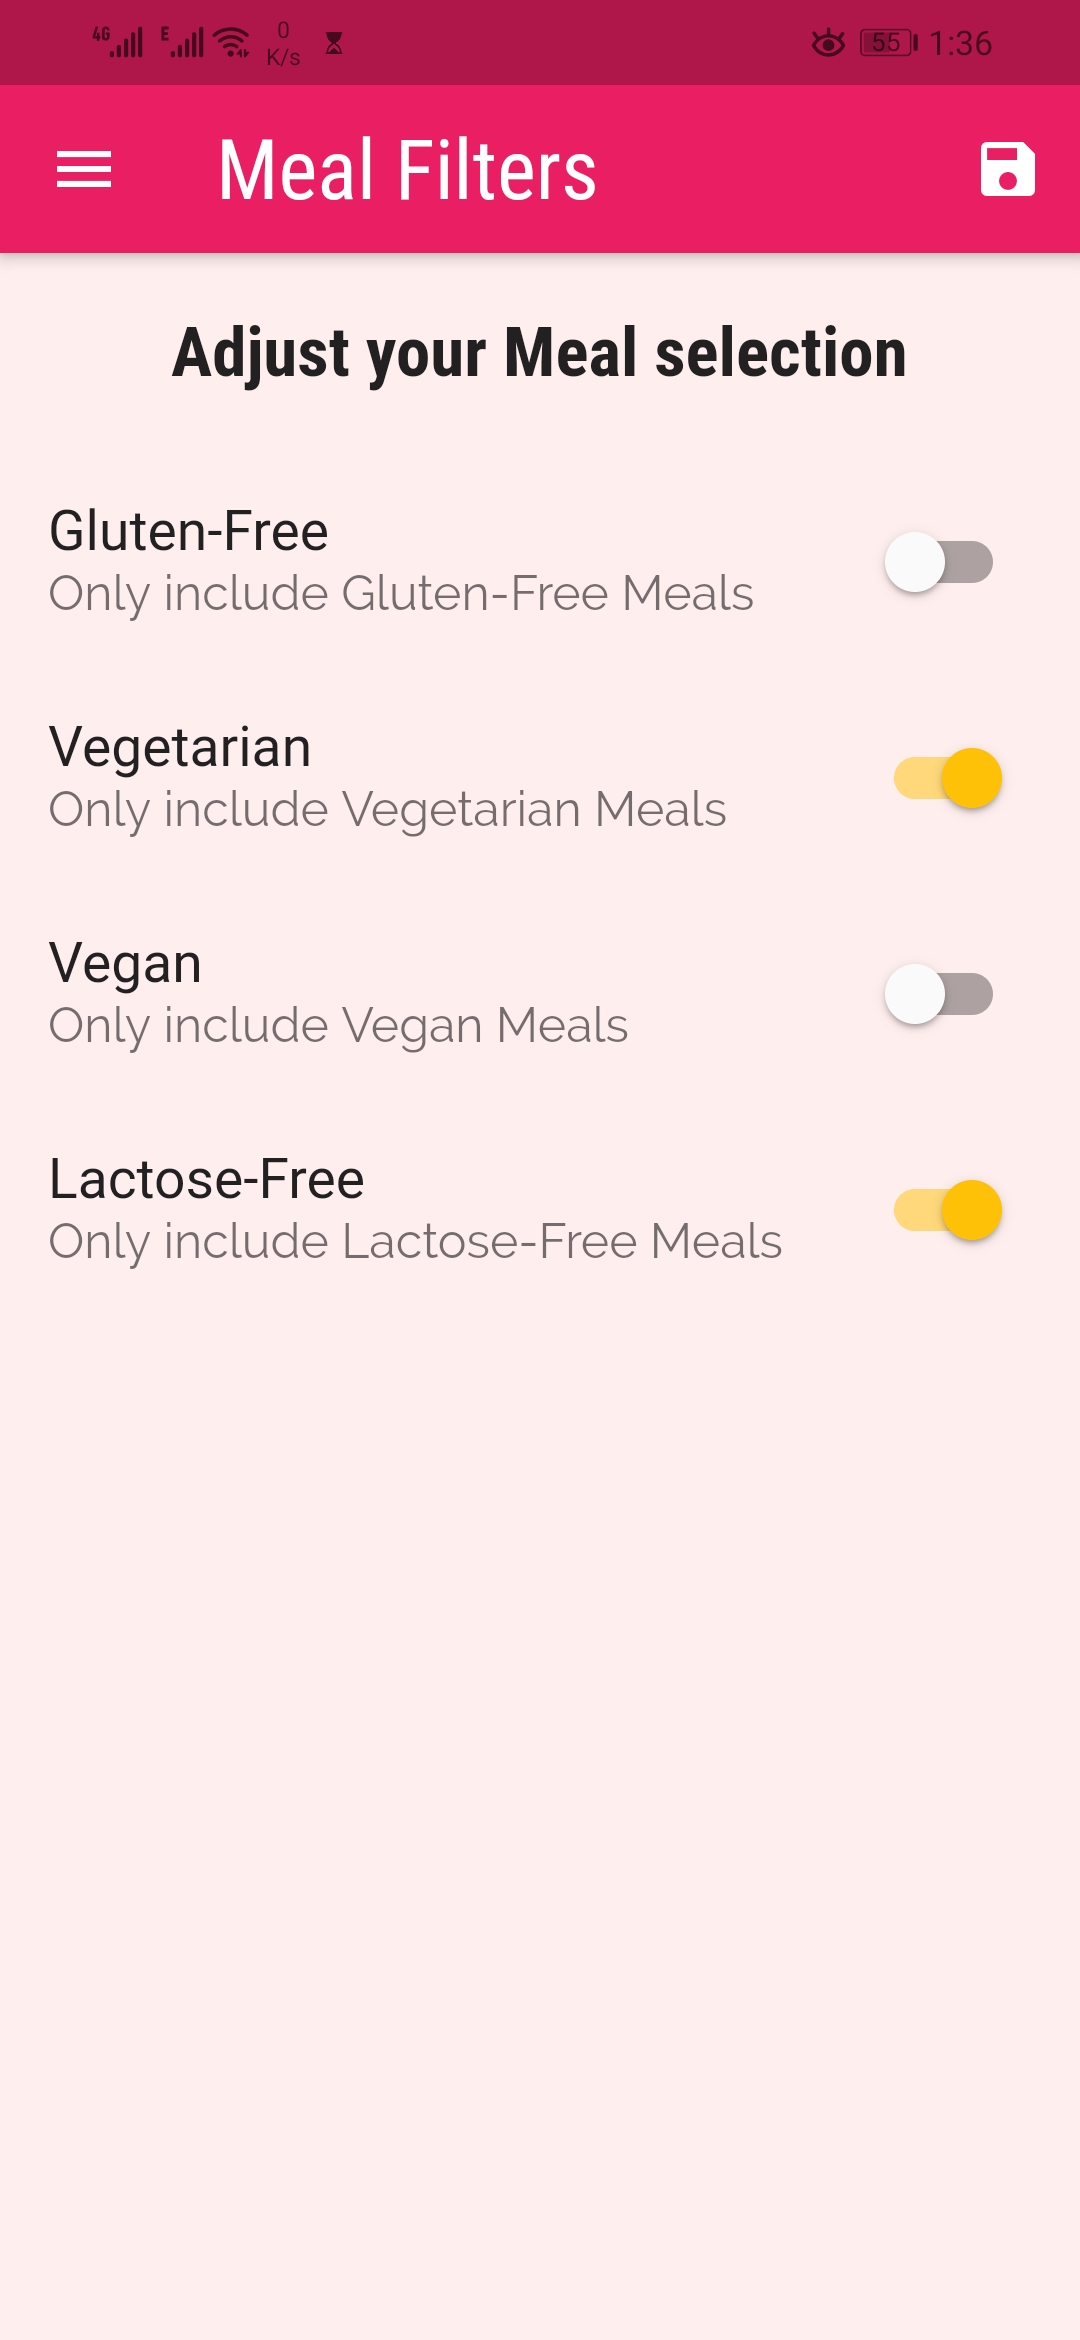 4G E 0 K/s 55 1:36
Meal Filters
Adjust your Meal selection
Gluten-Free
Only include Gluten-Free Meals
Vegetarian
Only include Vegetarian Meals
Vegan
Only include Vegan Meals
Lactose-Free
Only include Lactose-Free Meals